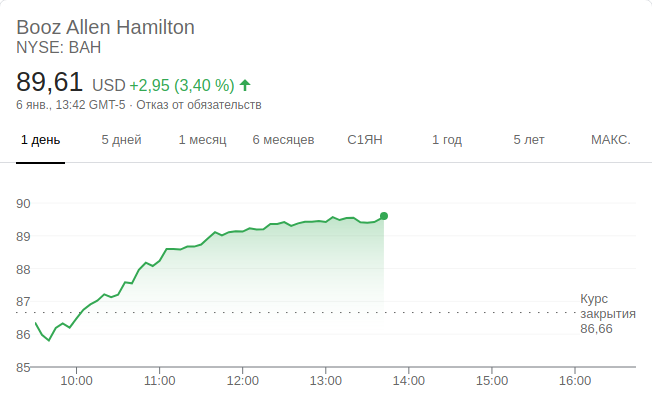 Booz Allen Hamilton
NYSE: BAH
89,61 USD +2,95 (3,40 %)
6 янв., 13:42 GMT-5 · Отказ от обязательств
1 день 5 дней 1 месяц 6 месяцев С1ЯН 1 год 5 лет МАКС.
90
89
88
87
86
85
Курс
закрытия
86,66
10:00 11:00 12:00 13:00 14:00 15:00 16:00